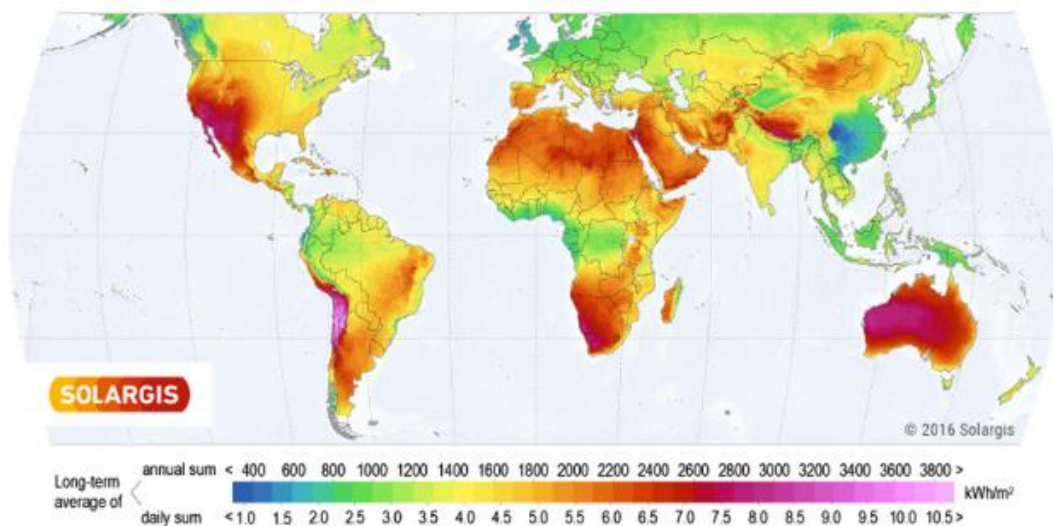 SOLARGIS
© 2016 Solargis
Long-term average of
annual sum < 400 600 800 1000 1200 1400 1600 1800 2000 2200 2400 2600 2800 3000 3200 3400 3600 3800 >
kWh/m²
daily sum < 1.0 1.5 2.0 2.5 3.0 3.5 4.0 4.5 5.0 5.5 6.0 6.5 7.0 7.5 8.0 8.5 9.0 9.5 10.0 10.5 >